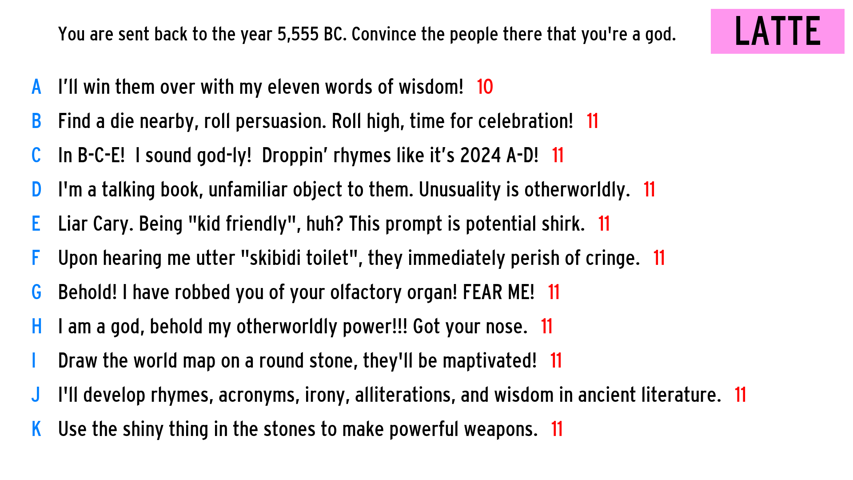 You are sent back to the year 5,555 BC. Convince the people there that you're a god.
LATTE
A I’ll win them over with my eleven words of wisdom! 10
B Find a die nearby, roll persuasion. Roll high, time for celebration! 11
C In B-C-E! I sound god-ly! Droppin’ rhymes like it’s 2024 A-D! 11
D I'm a talking book, unfamiliar object to them. Unusuality is otherworldly. 11
E Liar Cary. Being "kid friendly", huh? This prompt is potential shirk. 11
F Upon hearing me utter "skibidi toilet", they immediately perish of cringe. 11
G Behold! I have robbed you of your olfactory organ! FEAR ME! 11
H I am a god, behold my otherworldly power!!! Got your nose. 11
I Draw the world map on a round stone, they'll be maptivated! 11
J I'll develop rhymes, acronyms, irony, alliterations, and wisdom in ancient literature. 11
K Use the shiny thing in the stones to make powerful weapons. 11